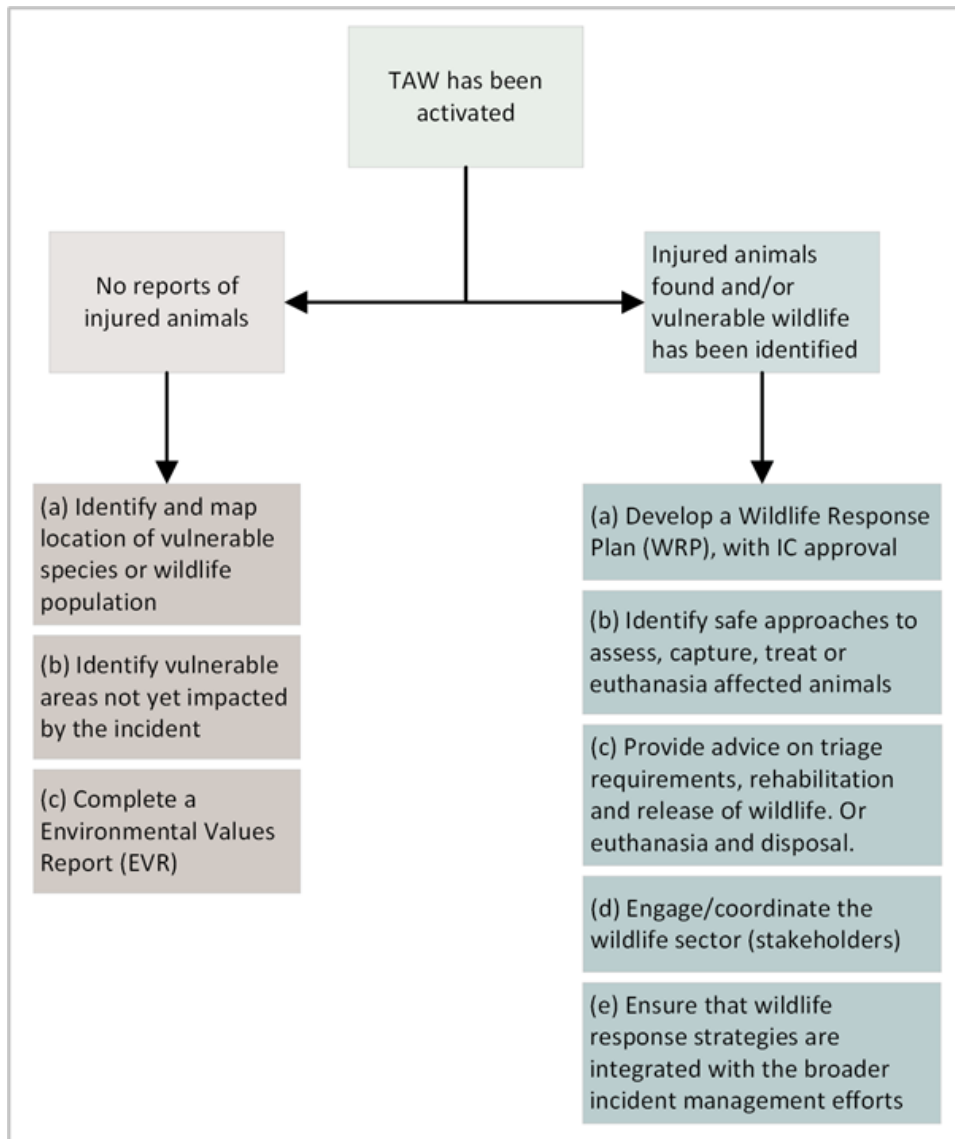 TAW has been
activated
No reports of
injured animals
Injured animals
found and/or
vulnerable wildlife
has been identified
(a) Identify and map
location of vulnerable
species or wildlife
population
(b) Identify vulnerable
areas not yet impacted
by the incident
(c) Complete a
Environmental Values
Report (EVR)
(a) Develop a Wildlife Response
Plan (WRP), with IC approval
(b) Identify safe approaches to
assess, capture, treat or
euthanasia affected animals
(c) Provide advice on triage
requirements, rehabilitation
and release of wildlife. Or
euthanasia and disposal.
(d) Engage/coordinate the
wildlife sector (stakeholders)
(e) Ensure that wildlife
response strategies are
integrated with the broader
incident management efforts